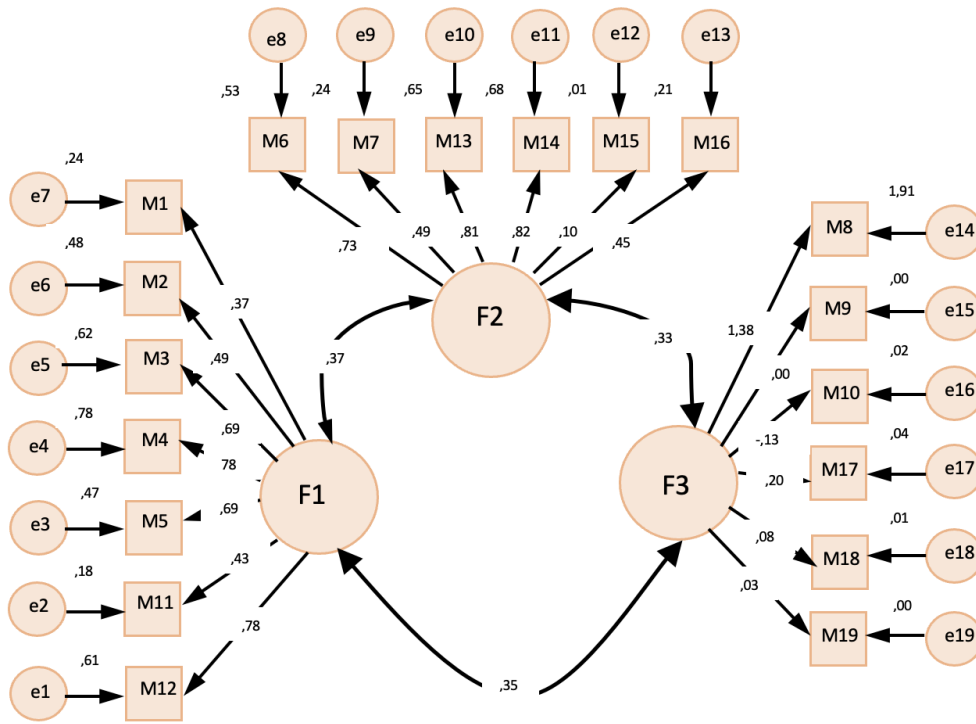 e8
e9
e10
e11
e12
e13
,53
,24
,65
,68
,01
,21
M6
M7
M13
M14
M15
M16
,73
,49
,81
,82
,10
,45
F2
,24
e7
M1
,48
e6
M2
,62
e5
M3
,78
e4
M4
,47
e3
M5
,18
e2
M11
,61
e1
M12
,37
,49
,69
78
,69
,43
,78
F1
,37
,33
,35
F3
1,38
,00
-,13
,20
,08
,03
1,91
M8
e14
,00
M9
e15
,02
M10
e16
,04
M17
e17
,01
M18
e18
,00
M19
e19